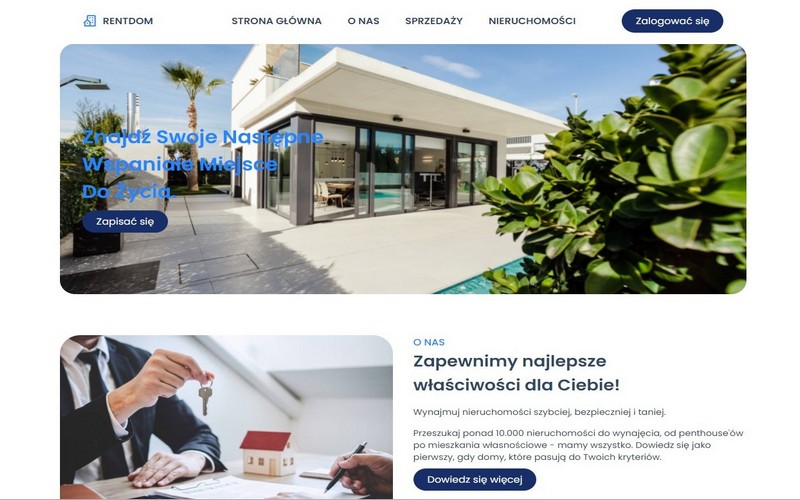 RENTDOM
STRONA GŁÓWNA
O NAS
SPRZEDAŻY
NIERUCHOMOŚCI
Zalogować się
Znajdź Swoje Następne
Wspaniałe Miejsce
Do Życia.
Zapisać się
O NAS
Zapewnimy najlepsze
właściwości dla Ciebie!
Wynajmuj nieruchomości szybciej, bezpieczniej i taniej.
Przeszukaj ponad 10.000 nieruchomości do wynajęcia, od penthouse'ów
po mieszkania własnościowe - mamy wszystko. Dowiedz się jako
pierwszy, gdy domy, które pasują do Twoich kryteriów.
Dowiedz się więcej